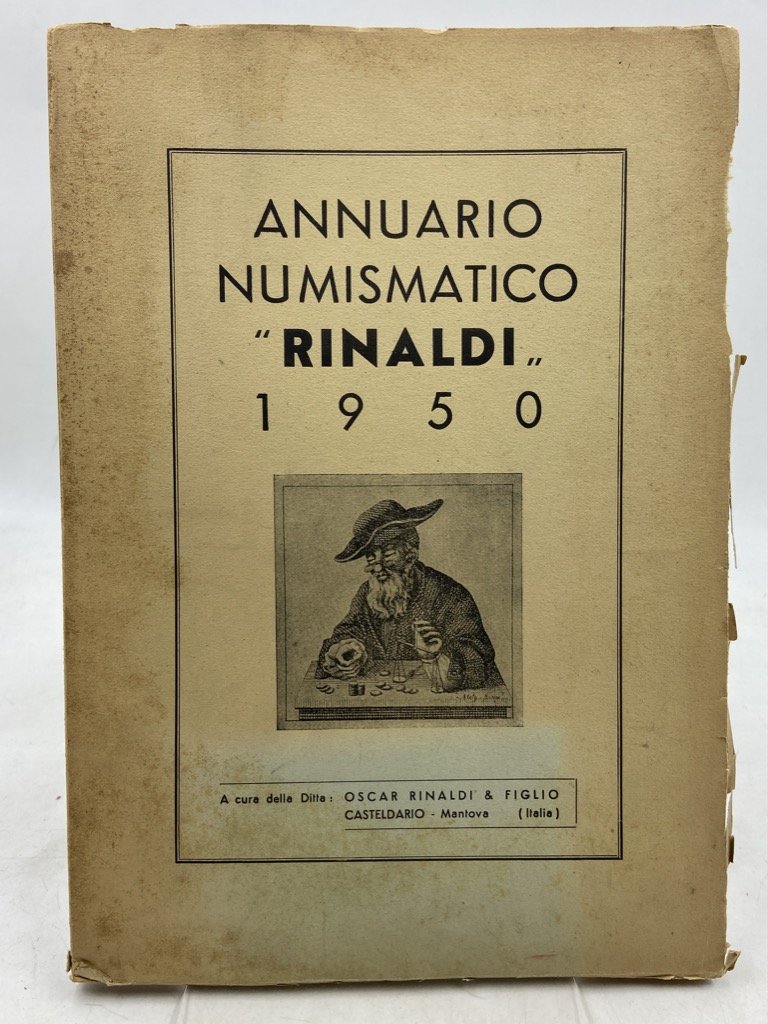 ANNUARIO
NUMISMATICO
“RINALDI„
1950
A cura della Ditta: OSCAR RINALDI & FIGLIO
CASTELDARIO - Mantova (Italia)